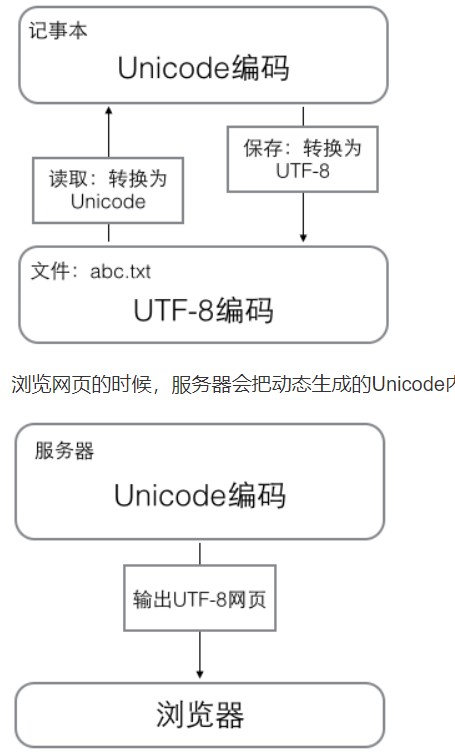 记事本
Unicode编码
读取：转换为
Unicode
保存：转换为
UTF-8
文件：abc.txt
UTF-8编码
浏览网页的时候，服务器会把动态生成的Unicode内
服务器
Unicode编码
输出UTF-8网页
浏览器